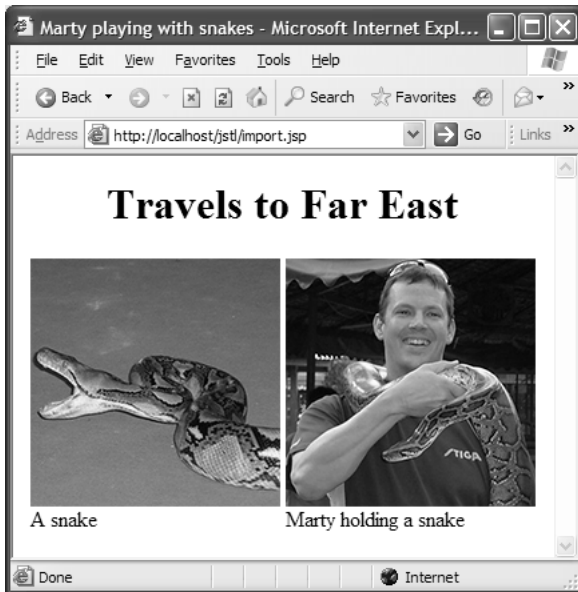 Marty playing with snakes - Microsoft Internet Expl...
File Edit View Favorites Tools Help
Back Search Favorites
Address http://localhost/jstl/import.jsp Go Links
Travels to Far East
STIGA
A snake
Marty holding a snake
Done Internet